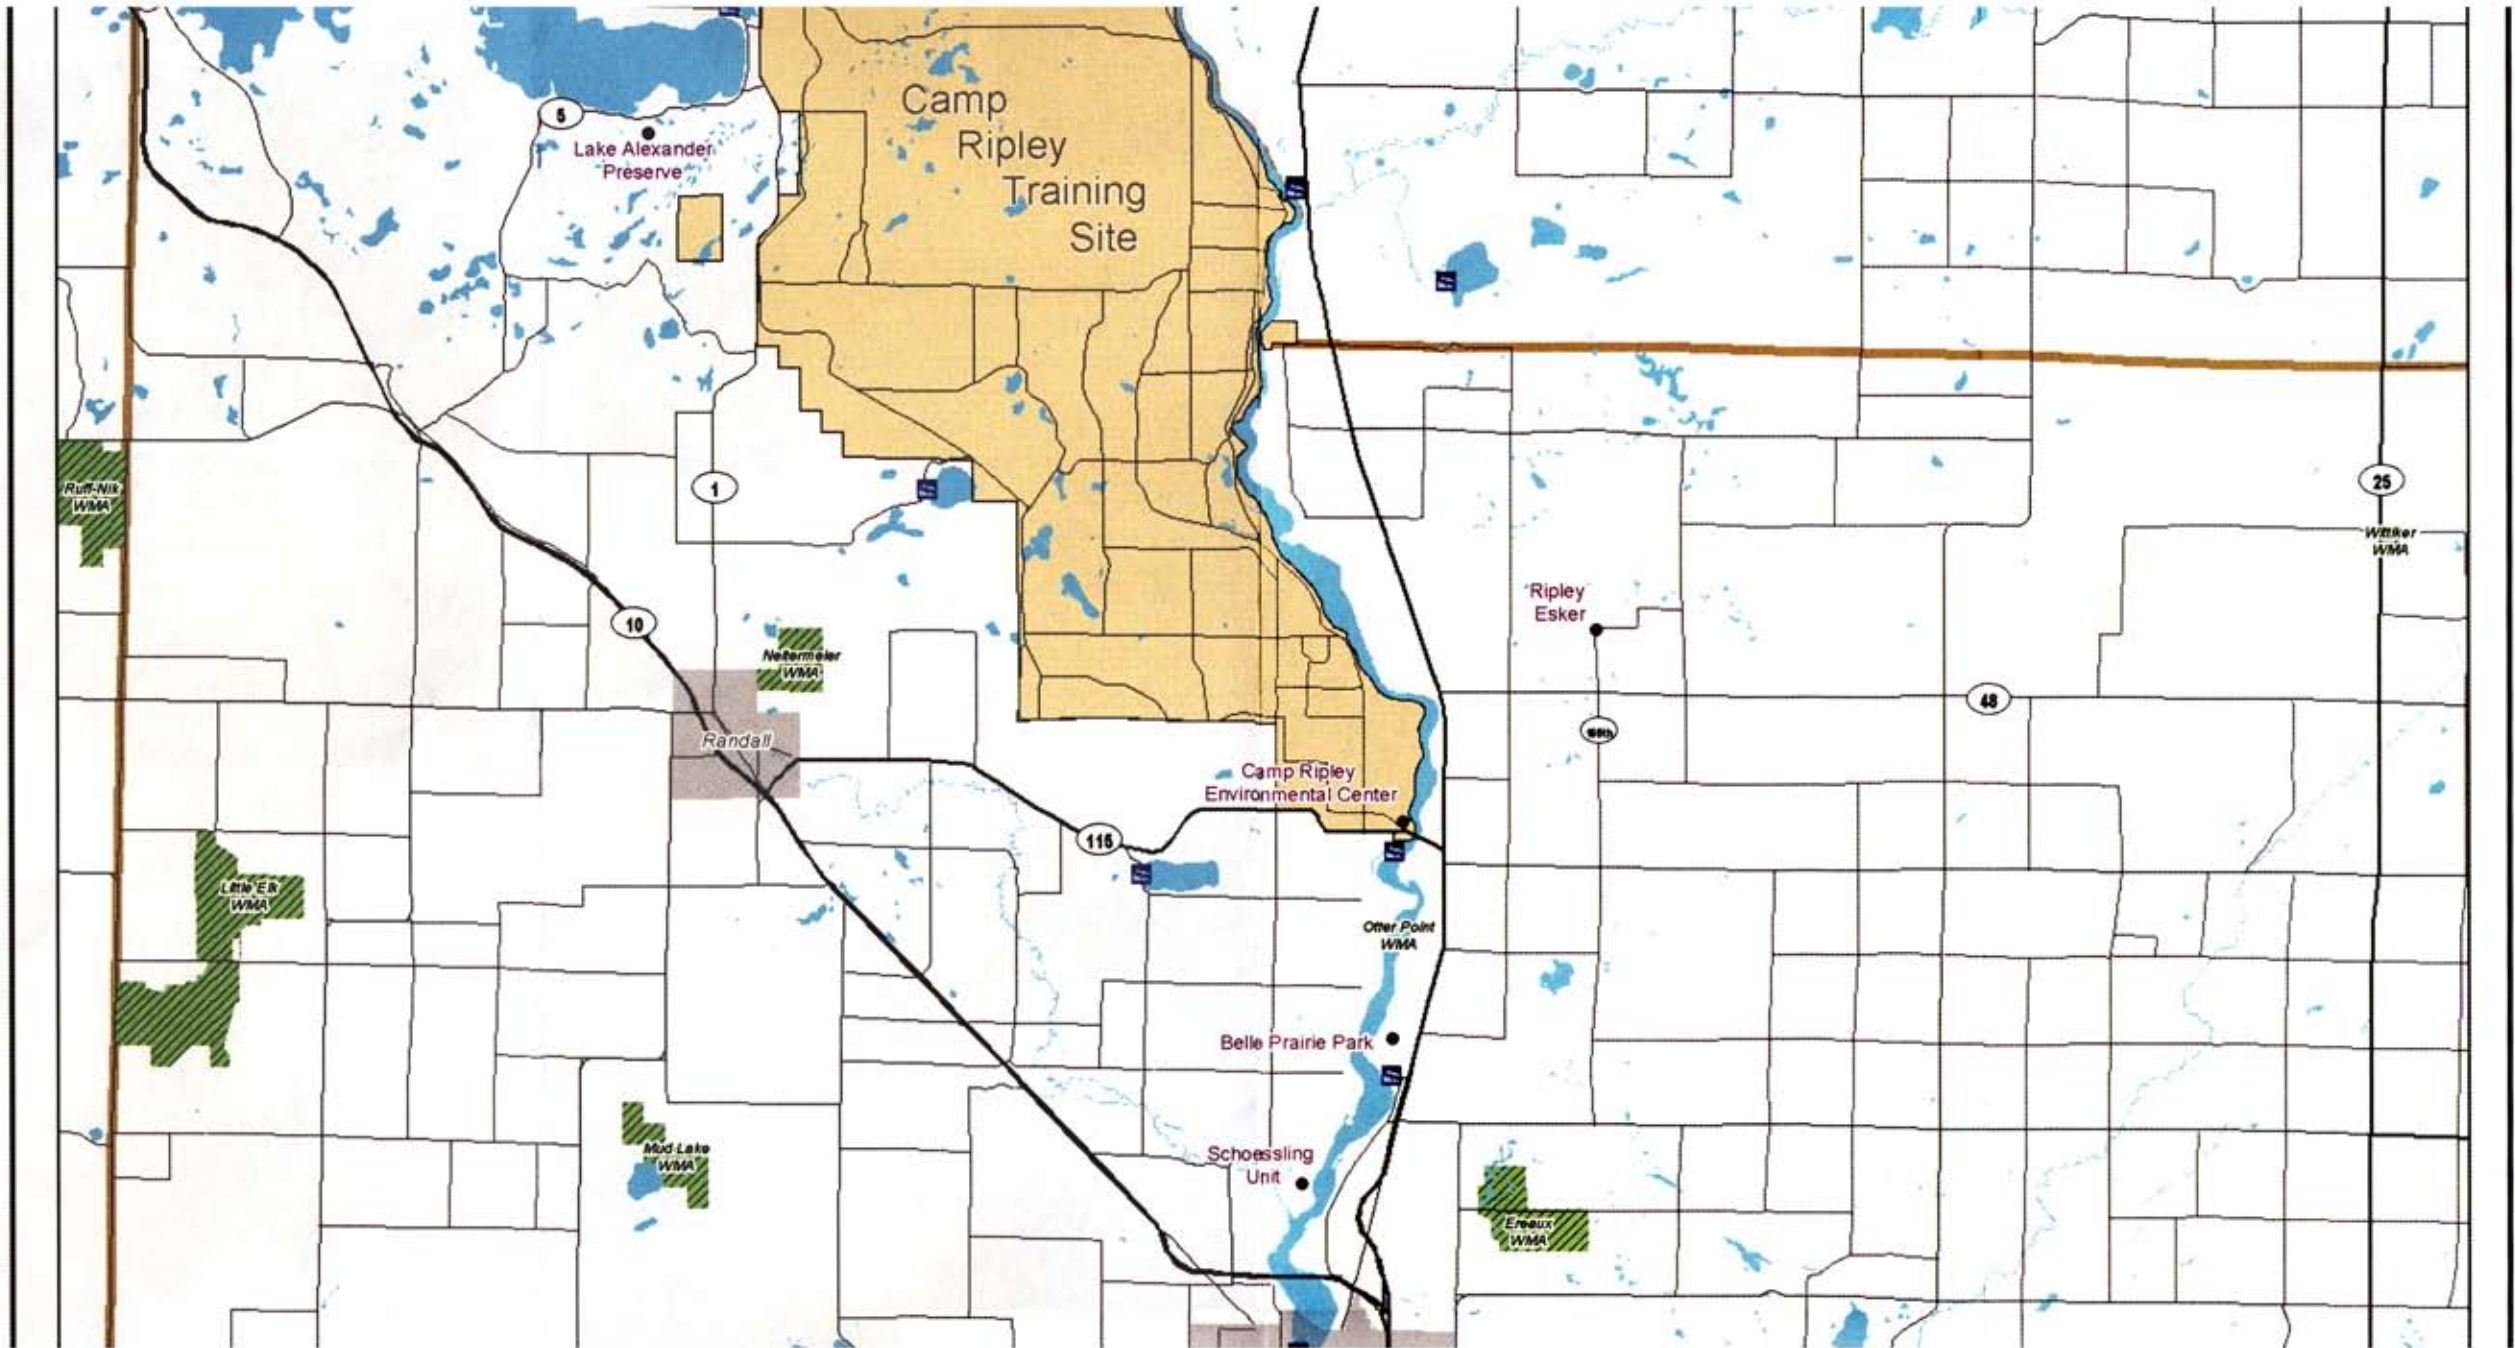 Camp
Ripley
Training
Site
5
Lake Alexander
Preserve
1
25
Ruff-Nik
WMA
Wittiker
WMA
Ripley
Esker
10
Nettermeier
WMA
48
Randall
Camp Ripley
Environmental Center
115
Little Elk
WMA
Otter Point
WMA
Belle Prairie Park
Mud Lake
WMA
Schoessling
Unit
Ereaux
WMA